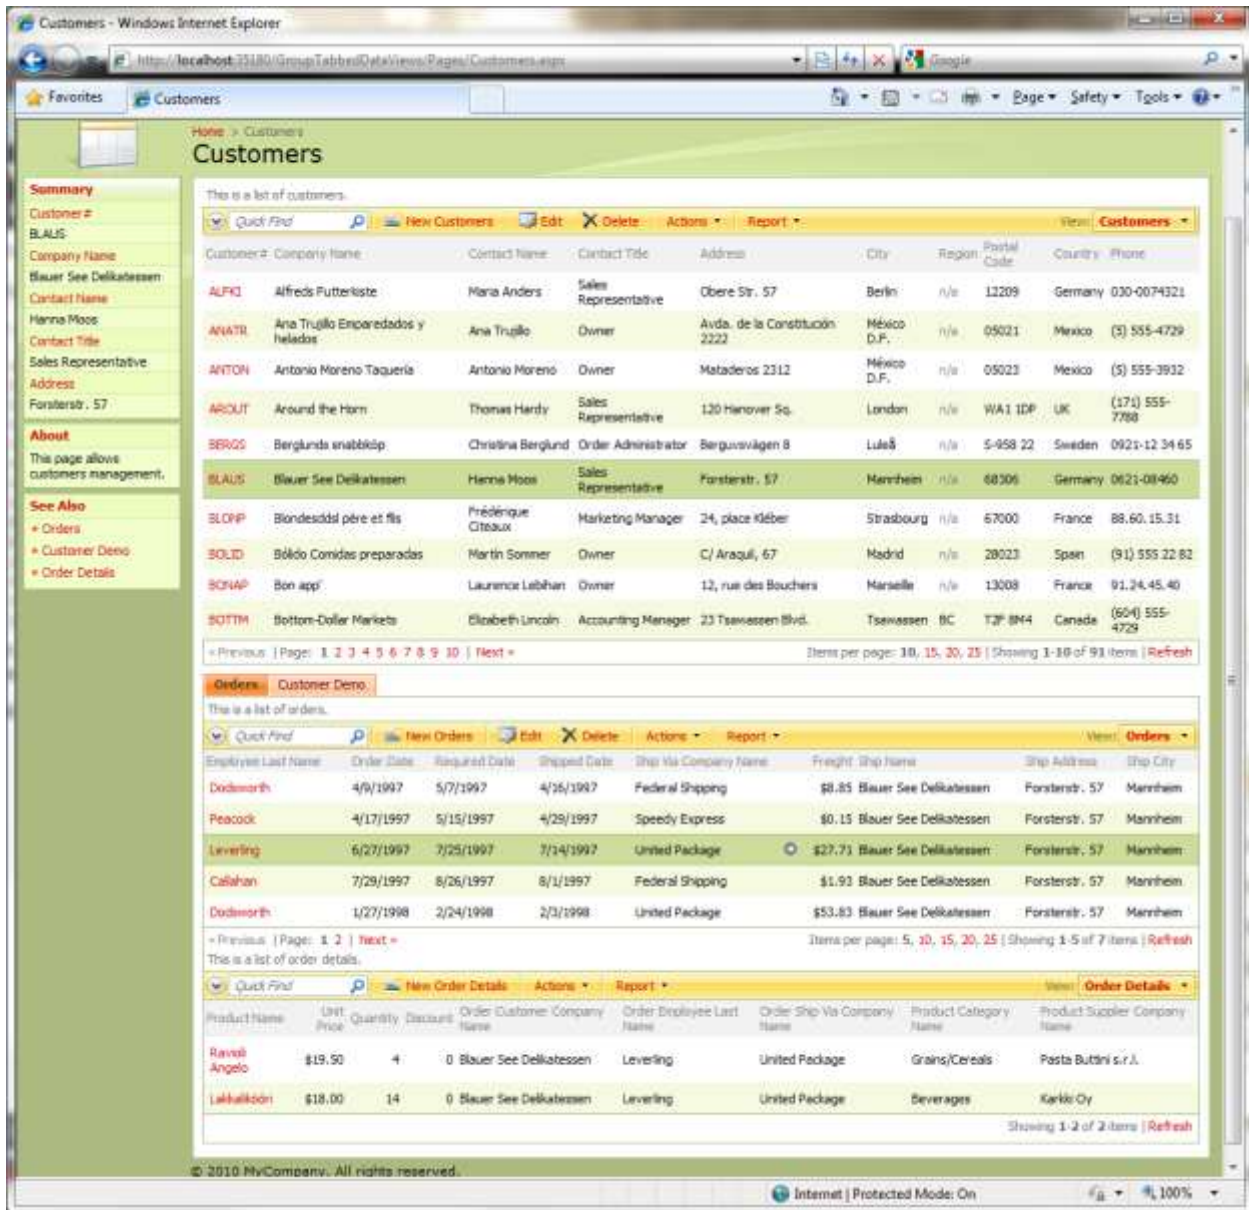 Customers - Windows Internet Explorer
http://localhost:35180/GroupTabbedDataViews/Pages/Customers.aspx
Google
Favorites
Customers
Page
Safety
Tools
Home > Customers
Customers
Summary
Customer#
BLAUS
Company Name
Blauer See Delikatessen
Contact Name
Hanna Moos
Contact Title
Sales Representative
Address
Forsterstr. 57
About
This page allows
customers management.
See Also
Orders
Customer Demo
Order Details
This is a list of customers.
Quick Find New Customers Edit Delete Actions Report View: Customers
Customer# Company Name Contact Name Contact Title Address City Region Postal Code Country Phone
ALFKI Alfreds Futterkiste Maria Anders Sales Representative Obere Str. 57 Berlin n/a 12209 Germany 030-0074321
ANATR Ana Trujillo Emparedados y helados Ana Trujillo Owner Avda. de la Constitución 2222 México D.F. n/a 05021 Mexico (5) 555-4729
ANTON Antonio Moreno Taquería Antonio Moreno Owner Mataderos 2312 México D.F. n/a 05023 Mexico (5) 555-3932
AROUT Around the Horn Thomas Hardy Sales Representative 120 Hanover Sq. London n/a WA1 1DP UK (171) 555-7788
BERGS Berglunds snabbköp Christina Berglund Order Administrator Berguvsvägen 8 Luleå n/a S-958 22 Sweden 0921-12 34 65
BLAUS Blauer See Delikatessen Hanna Moos Sales Representative Forsterstr. 57 Mannheim n/a 68306 Germany 0621-08460
BLONP Blondesddsl père et fils Frédérique Citeaux Marketing Manager 24, place Kléber Strasbourg n/a 67000 France 88.60.15.31
BOLID Bólido Comidas preparadas Martín Sommer Owner C/ Araquil, 67 Madrid n/a 28023 Spain (91) 555 22 82
BONAP Bon app' Laurence Lebihan Owner 12, rue des Bouchers Marseille n/a 13008 France 91.24.45.40
BOTTM Bottom-Dollar Markets Elizabeth Lincoln Accounting Manager 23 Tsawassen Blvd. Tsawassen BC T2F 8M4 Canada (604) 555-4729
« Previous | Page: 1 2 3 4 5 6 7 8 9 10 | Next » Items per page: 10, 15, 20, 25 | Showing 1-10 of 91 items | Refresh
Orders Customer Demo
This is a list of orders.
Quick Find New Orders Edit Delete Actions Report View: Orders
Employee Last Name Order Date Required Date Shipped Date Ship Via Company Name Freight Ship Name Ship Address Ship City
Dodsworth 4/9/1997 5/7/1997 4/16/1997 Federal Shipping $8.85 Blauer See Delikatessen Forsterstr. 57 Mannheim
Peacock 4/17/1997 5/15/1997 4/29/1997 Speedy Express $0.15 Blauer See Delikatessen Forsterstr. 57 Mannheim
Leverling 6/27/1997 7/25/1997 7/14/1997 United Package $27.71 Blauer See Delikatessen Forsterstr. 57 Mannheim
Callahan 7/29/1997 8/26/1997 8/1/1997 Federal Shipping $1.93 Blauer See Delikatessen Forsterstr. 57 Mannheim
Dodsworth 1/27/1998 2/24/1998 2/3/1998 United Package $53.83 Blauer See Delikatessen Forsterstr. 57 Mannheim
« Previous | Page: 1 2 | Next » Items per page: 5, 10, 15, 20, 25 | Showing 1-5 of 7 items | Refresh
This is a list of order details.
Quick Find New Order Details Actions Report View: Order Details
Product Name Unit Price Quantity Discount Order Customer Company Name Order Employee Last Name Order Ship Via Company Name Product Category Name Product Supplier Company Name
Ravioli Angelo $19.50 4 0 Blauer See Delikatessen Leverling United Package Grains/Cereals Pasta Buttini s.r.l.
Lakkalikööri $18.00 14 0 Blauer See Delikatessen Leverling United Package Beverages Karkki Oy
Showing 1-2 of 2 items | Refresh
© 2010 MyCompany. All rights reserved.
Internet | Protected Mode: On
100%